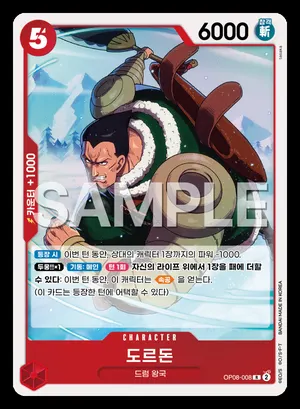 5
6000
참격
斬
카운터 +1000
SAMPLE
등장 시 이번 턴 동안, 상대의 캐릭터 1장까지의 파워 -1000.
두웅!!×1 기동: 메인 턴 1회 자신의 라이프 위에서 1장을 패에 더할
수 있다: 이번 턴 동안, 이 캐릭터는 속공 을 얻는다.
(이 카드는 등장한 턴에 어택할 수 있다)
CHARACTER
도르돈
드럼 왕국
OP08-008 R 2